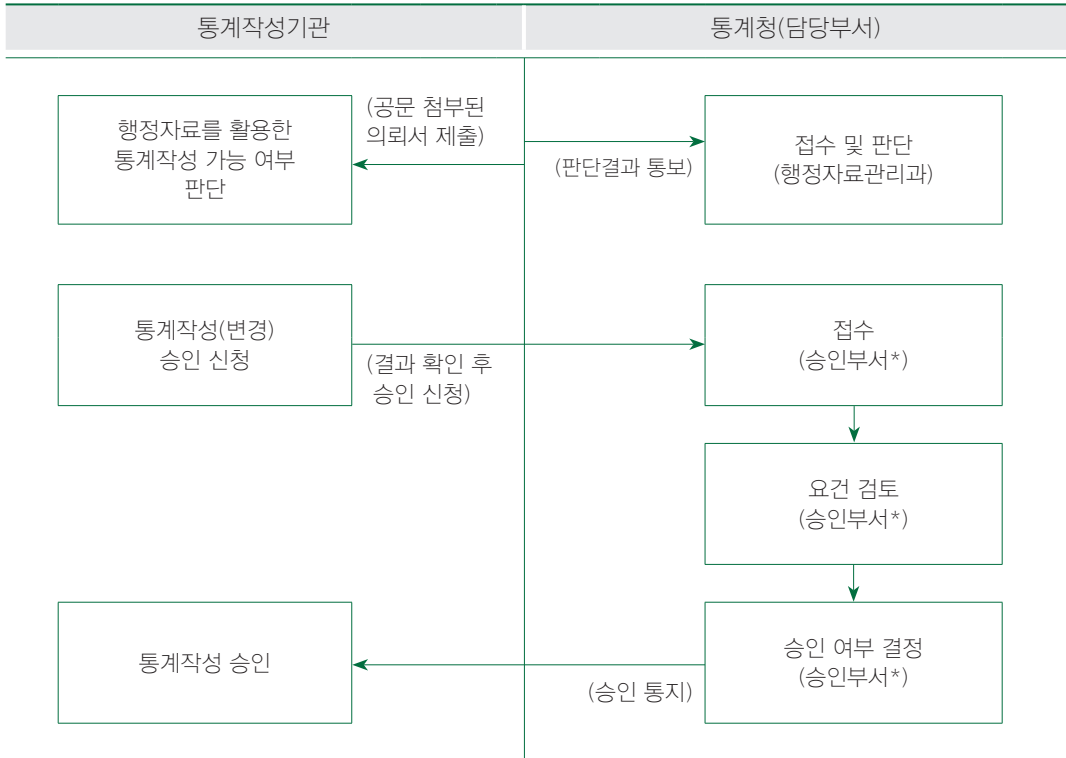 통계작성기관
통계청(담당부서)
행정자료를 활용한
통계작성 가능 여부
판단
(공문 첨부된
의뢰서 제출)
(판단결과 통보)
접수 및 판단
(행정자료관리과)
통계작성(변경)
승인 신청
(결과 확인 후
승인 신청)
접수
(승인부서*)
요건 검토
(승인부서*)
통계작성 승인
(승인 통지)
승인 여부 결정
(승인부서*)